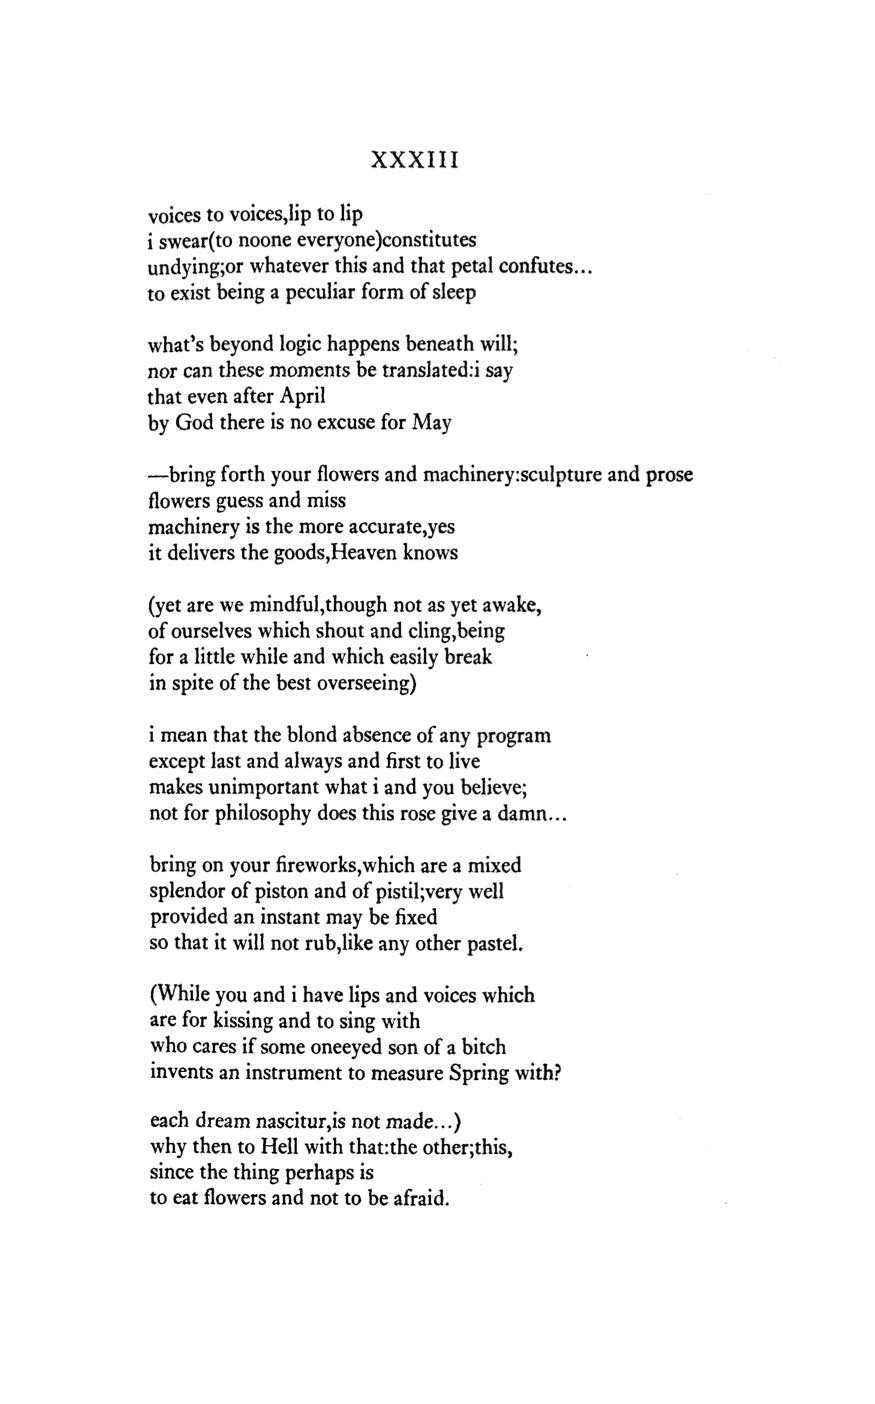 XXXIII
voices to voices,lip to lip
i swear(to noone everyone)constitutes
undying;or whatever this and that petal confutes...
to exist being a peculiar form of sleep
what's beyond logic happens beneath will;
nor can these moments be translated:i say
that even after April
by God there is no excuse for May
—bring forth your flowers and machinery:sculpture and prose
flowers guess and miss
machinery is the more accurate,yes
it delivers the goods,Heaven knows
(yet are we mindful,though not as yet awake,
of ourselves which shout and cling,being
for a little while and which easily break
in spite of the best overseeing)
i mean that the blond absence of any program
except last and always and first to live
makes unimportant what i and you believe;
not for philosophy does this rose give a damn...
bring on your fireworks,which are a mixed
splendor of piston and of pistil;very well
provided an instant may be fixed
so that it will not rub,like any other pastel.
(While you and i have lips and voices which
are for kissing and to sing with
who cares if some oneeyed son of a bitch
invents an instrument to measure Spring with?
each dream nascitur,is not made...)
why then to Hell with that:the other;this,
since the thing perhaps is
to eat flowers and not to be afraid.